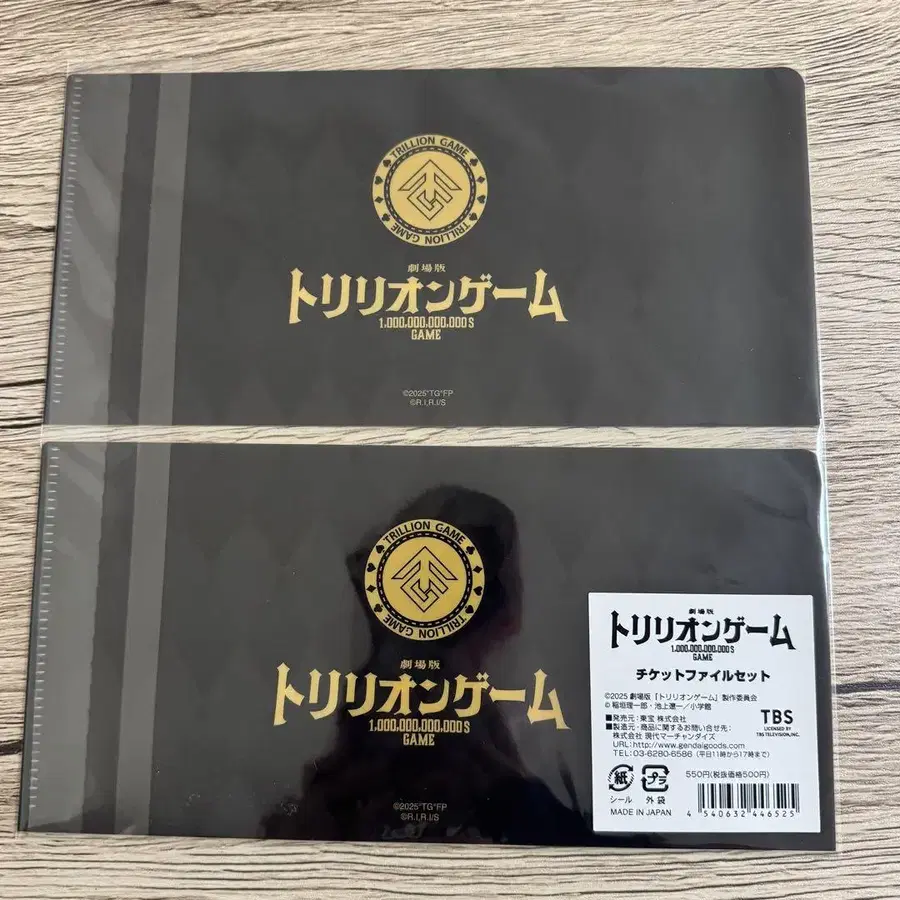 TRILLION GAME
TRILLION GAME
劇場版
トリリオンゲーム
1,000,000,000,000$
GAME
©2025"TG"FP
©R.I,R.I/S
TRILLION GAME
TRILLION GAME
劇場版
トリリオンゲーム
1,000,000,000,000$
GAME
©2025"TG"FP
©R.I,R.I/S
劇場版
トリリオンゲーム
1,000,000,000,000$
GAME
チケットファイルセット
©2025 劇場版「トリリオンゲーム」製作委員会
© 稲垣理一郎・池上遼一／小学館
■発売元：東宝 株式会社
■製造元・商品に関するお問い合せ先：
株式会社 現代マーチャンダイズ
URL:http://www.gendaigoods.com
TEL:03-6280-6586（平日11時から17時まで）
TBS
LICENSED BY
TBS TELEVISION,INC.
紙
シール
プラ
外袋
MADE IN JAPAN
550円(税抜価格500円)
4 540632 446525